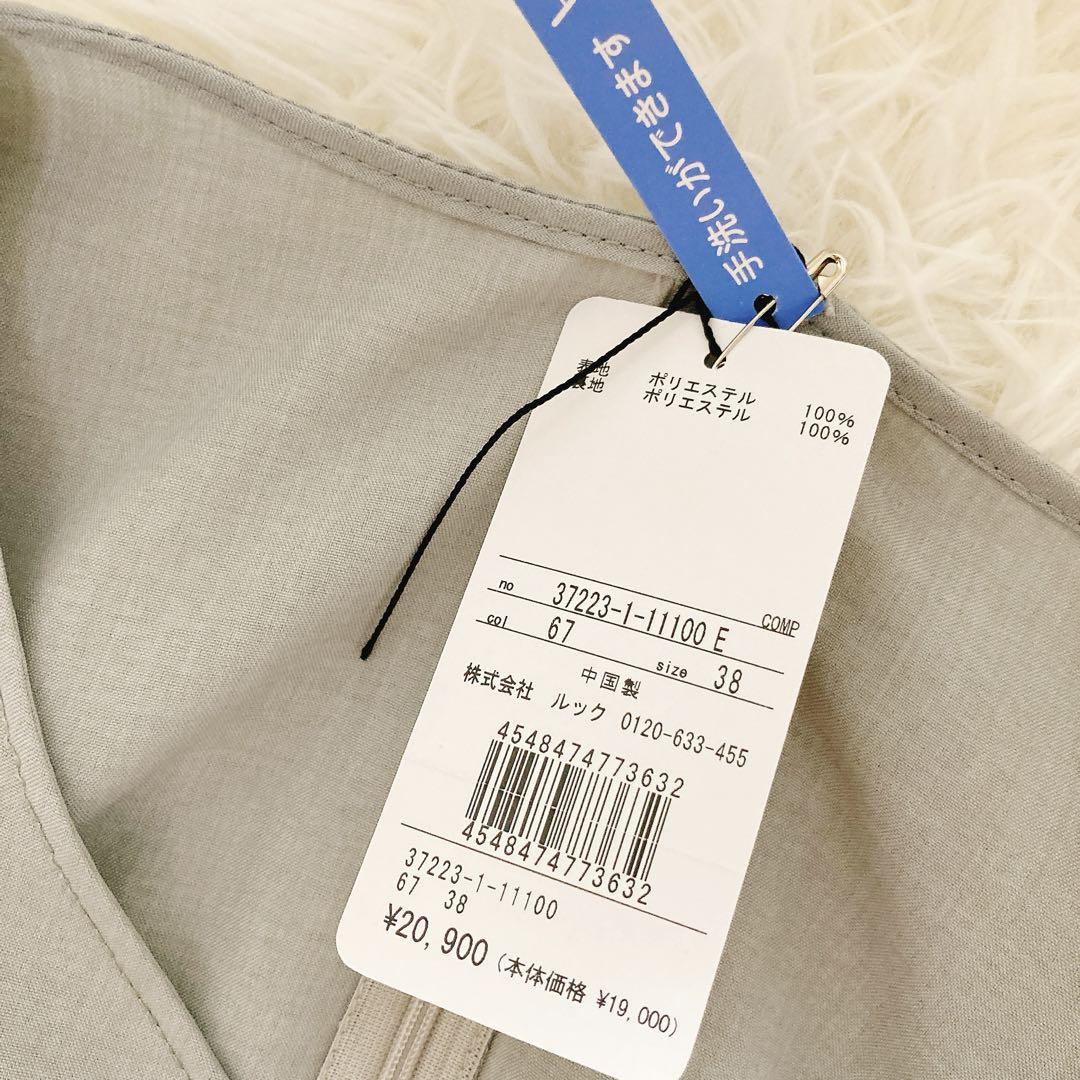 手洗いができます
表地 ポリエステル 100%
裏地 ポリエステル 100%
no 37223-1-11100 E COMP
col 67 size 38
中国製
株式会社 ルック 0120-633-455
4548474773632
4548474773632
37223-1-11100
67 38
¥20,900 (本体価格 ¥19,000)